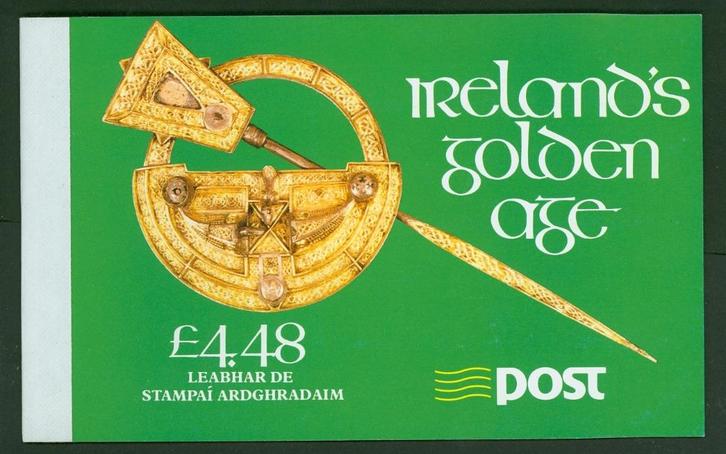 Ireland's
golden
age
£4.48
LEABHAR DE
STAMPAÍ ARDGHRADAIM
post